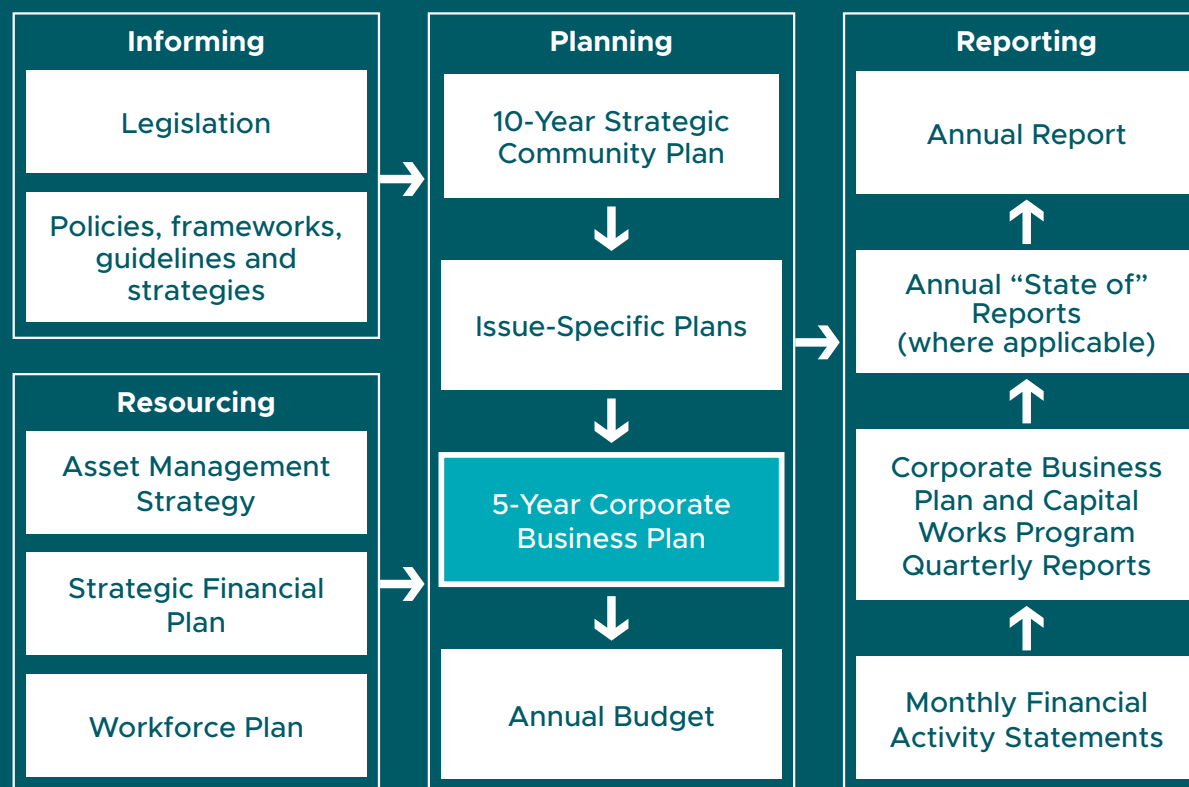 Informing
Legislation
Policies, frameworks,
guidelines and
strategies
Resourcing
Asset Management
Strategy
Strategic Financial
Plan
Workforce Plan
Planning
10-Year Strategic
Community Plan
Issue-Specific Plans
5-Year Corporate
Business Plan
Annual Budget
Reporting
Annual Report
Annual “State of”
Reports
(where applicable)
Corporate Business
Plan and Capital
Works Program
Quarterly Reports
Monthly Financial
Activity Statements